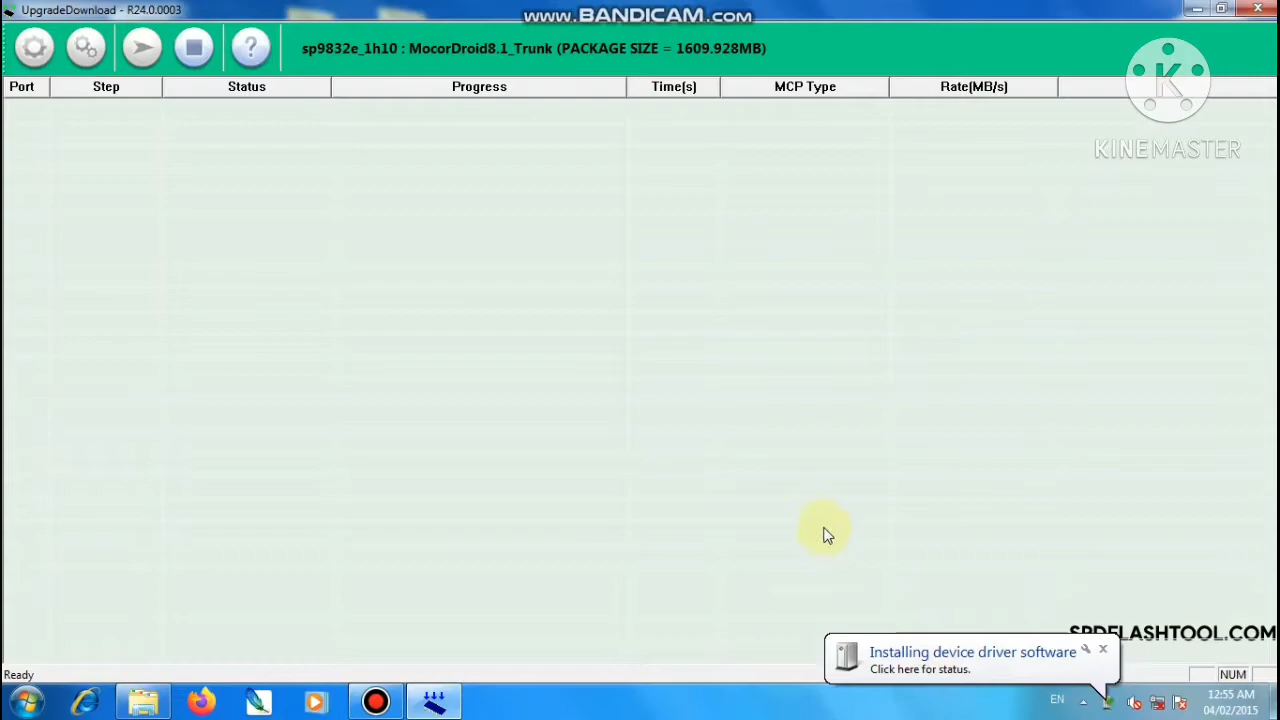 UpgradeDownload - R24.0.0003
www.BANDICAM.com
sp9832e_1h10 : MocorDroid8.1_Trunk (PACKAGE SIZE = 1609.928MB)
Port Step Status Progress Time(s) MCP Type Rate(MB/s)
KINEMASTER
SPDFLASHTOOL.COM
Installing device driver software
Click here for status.
Ready
NUM
EN
12:55 AM
04/02/2015